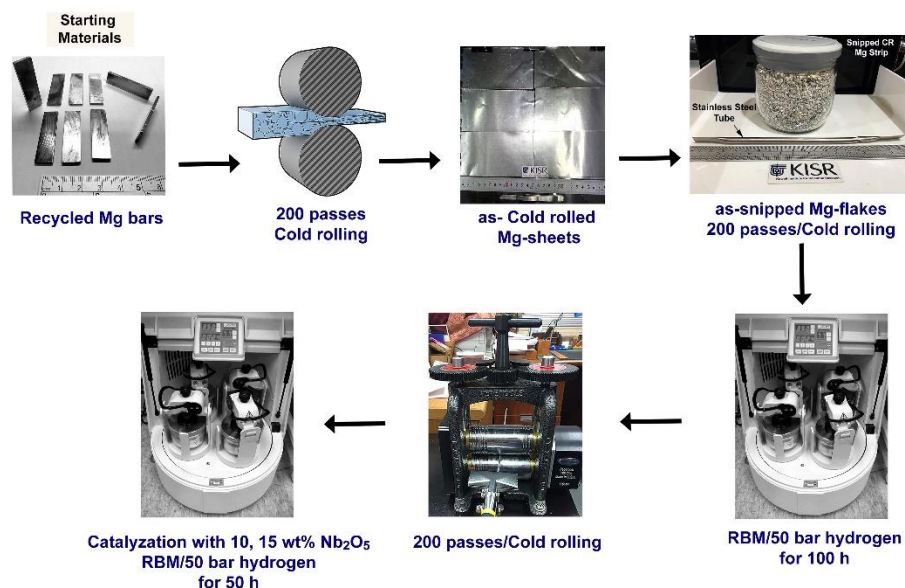 Starting
Materials
Recycled Mg bars
200 passes
Cold rolling
as- Cold rolled
Mg-sheets
KISR
Snipped CR
Mg Strip
Stainless Steel
Tube
KISR
as-snipped Mg-flakes
200 passes/Cold rolling
RBM/50 bar hydrogen
for 100 h
200 passes/Cold rolling
Catalyzation with 10, 15 wt% Nb₂O₅
RBM/50 bar hydrogen
for 50 h